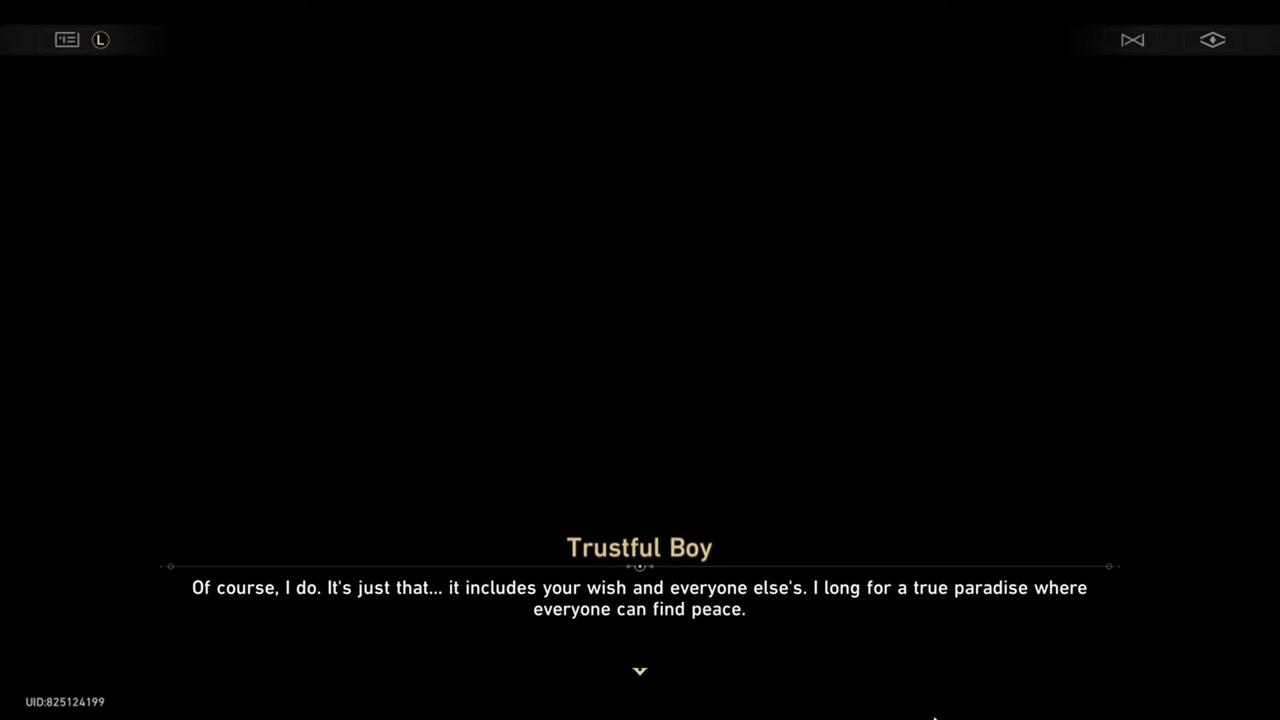 L
Trustful Boy
Of course, I do. It's just that... it includes your wish and everyone else's. I long for a true paradise where
everyone can find peace.
UID:825124199